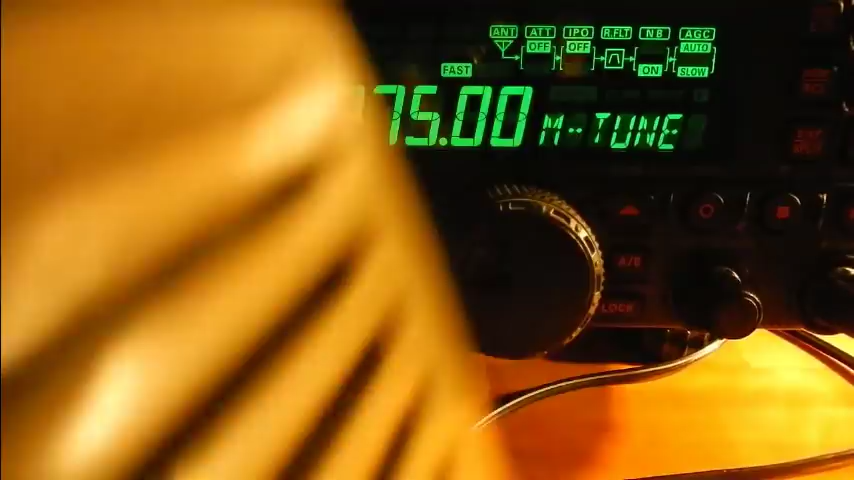 ANT ATT IPO R.FLT NB AGC
OFF OFF AUTO
FAST ON SLOW
75.00 M-TUNE
A/B
LOCK